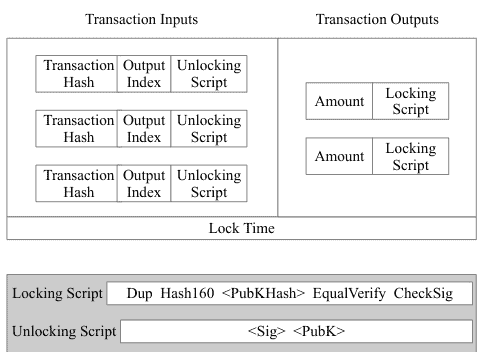 Transaction Inputs
Transaction Outputs
Transaction Output Unlocking
Hash Index Script
Transaction Output Unlocking
Hash Index Script
Transaction Output Unlocking
Hash Index Script
Amount Locking
Script
Amount Locking
Script
Lock Time
Locking Script Dup Hash160 <PubKHash> EqualVerify CheckSig
Unlocking Script <Sig> <PubK>